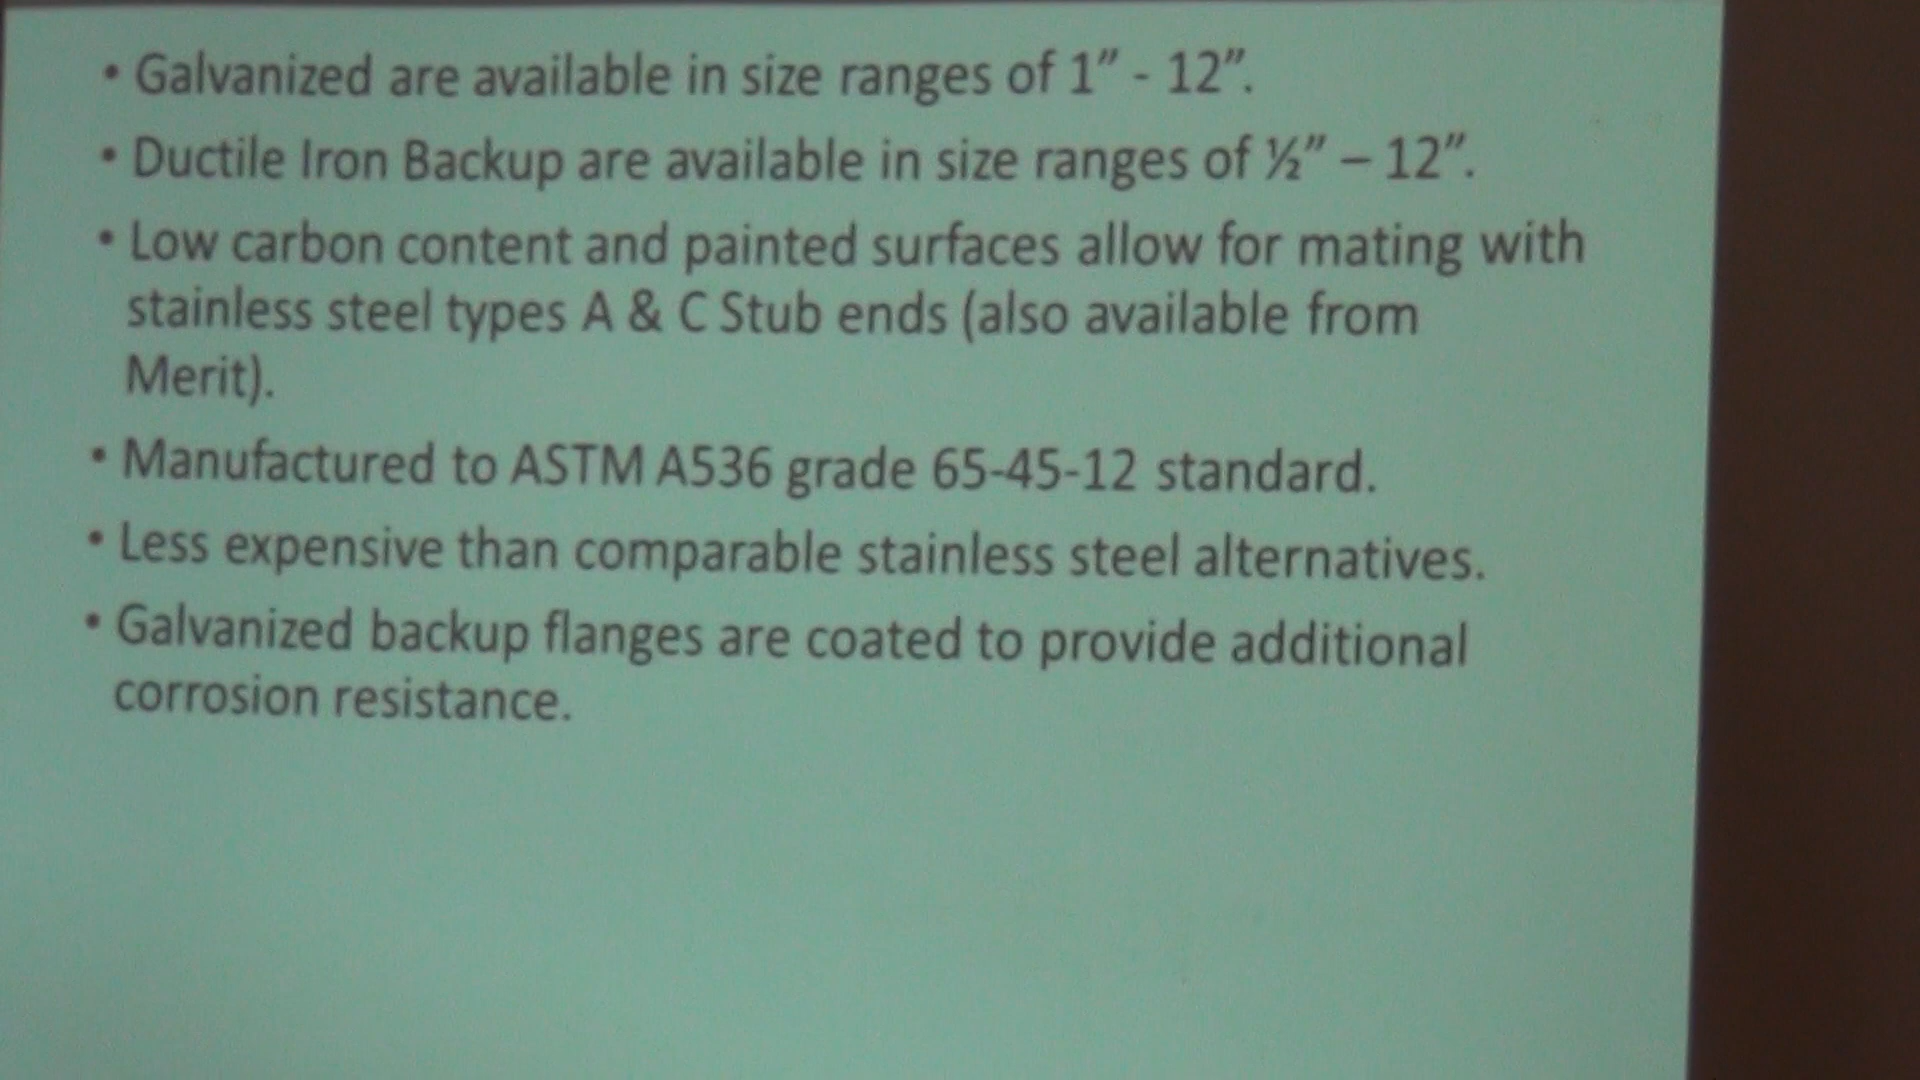 • Galvanized are available in size ranges of 1” - 12”.
• Ductile Iron Backup are available in size ranges of ½” – 12”.
• Low carbon content and painted surfaces allow for mating with
stainless steel types A & C Stub ends (also available from
Merit).
• Manufactured to ASTM A536 grade 65-45-12 standard.
• Less expensive than comparable stainless steel alternatives.
• Galvanized backup flanges are coated to provide additional
corrosion resistance.